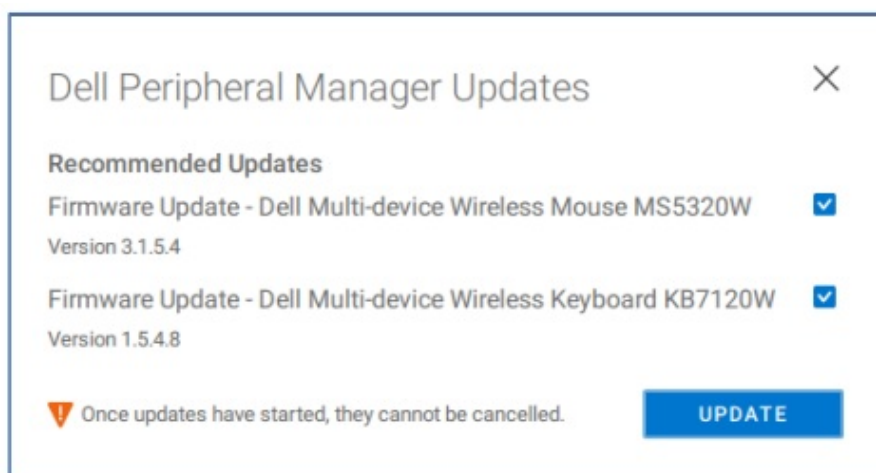 Dell Peripheral Manager Updates
Recommended Updates
Firmware Update - Dell Multi-device Wireless Mouse MS5320W
Version 3.1.5.4
Firmware Update - Dell Multi-device Wireless Keyboard KB7120W
Version 1.5.4.8
Once updates have started, they cannot be cancelled.
UPDATE